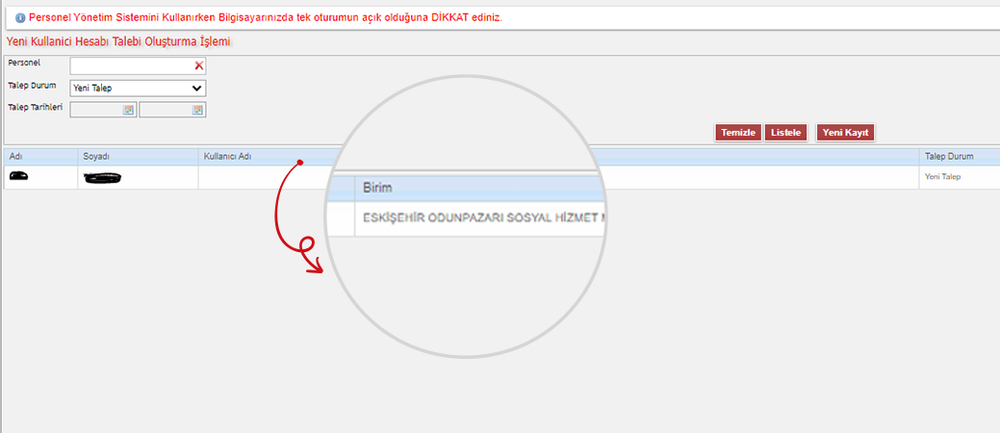 Personel Yönetim Sistemini Kullanırken Bilgisayarınızda tek oturumun açık olduğuna DİKKAT ediniz.
Yeni Kullanici Hesabı Talebi Oluşturma İşlemi
Personel
Talep Durum Yeni Talep
Talep Tarihleri
Temizle Listele Yeni Kayıt
Adı Soyadı Kullanıcı Adı Birim Talep Durum
ESKİŞEHİR ODUNPAZARI SOSYAL HİZMET Yeni Talep